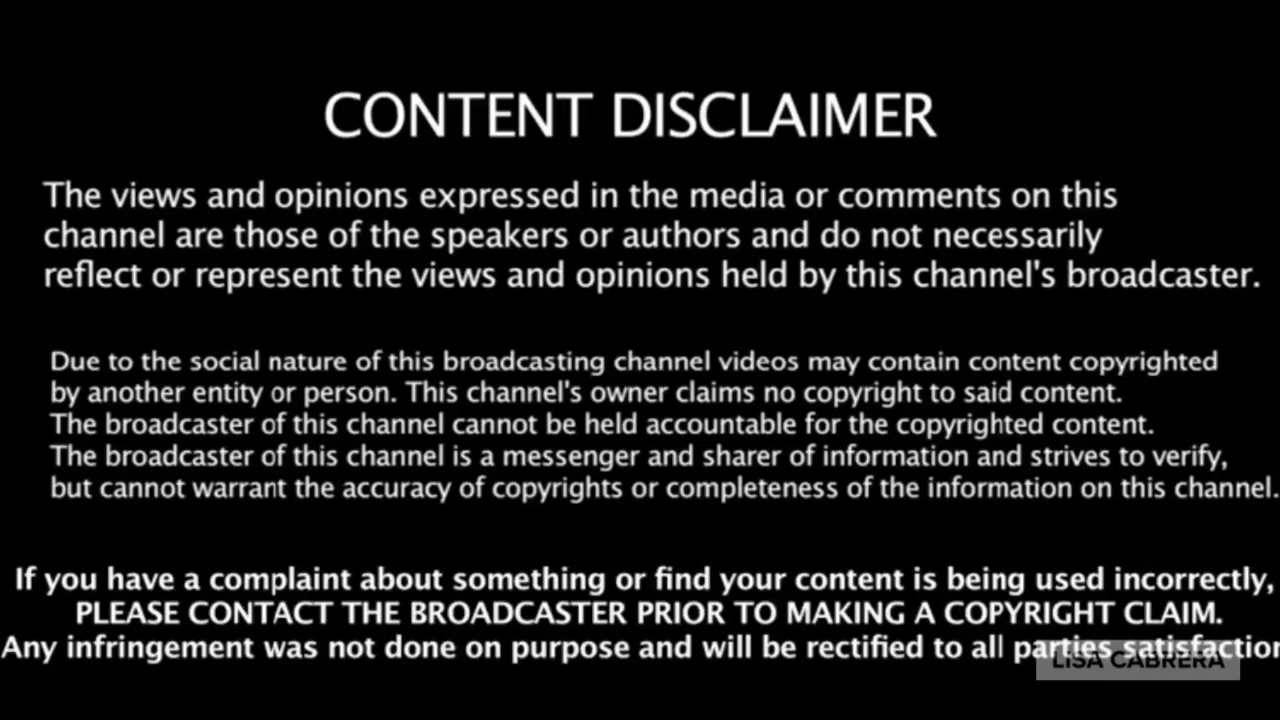 CONTENT DISCLAIMER
The views and opinions expressed in the media or comments on this
channel are those of the speakers or authors and do not necessarily
reflect or represent the views and opinions held by this channel's broadcaster.
Due to the social nature of this broadcasting channel videos may contain content copyrighted
by another entity or person. This channel's owner claims no copyright to said content.
The broadcaster of this channel cannot be held accountable for the copyrighted content.
The broadcaster of this channel is a messenger and sharer of information and strives to verify,
but cannot warrant the accuracy of copyrights or completeness of the information on this channel.
If you have a complaint about something or find your content is being used incorrectly,
PLEASE CONTACT THE BROADCASTER PRIOR TO MAKING A COPYRIGHT CLAIM.
Any infringement was not done on purpose and will be rectified to all parties satisfaction
LISA CABRERA